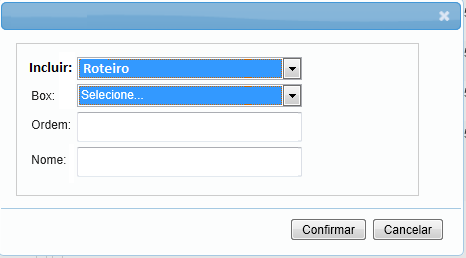 Incluir: Roteiro
Box: Selecione...
Ordem:
Nome:
Confirmar Cancelar